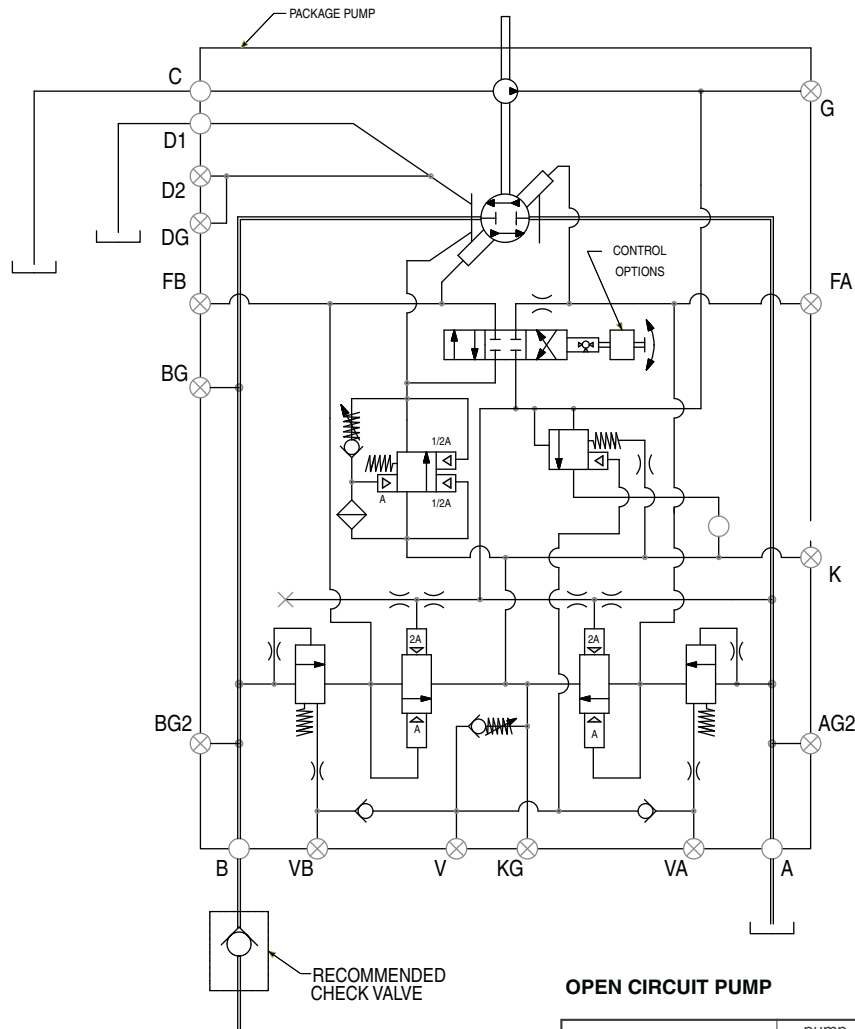 PACKAGE PUMP
C
G
D1
D2
DG
CONTROL
OPTIONS
FB
FA
BG
1/2A
A
1/2A
K
2A
2A
BG2
A
A
AG2
B
VB
V
KG
VA
A
RECOMMENDED
CHECK VALVE
OPEN CIRCUIT PUMP
pump